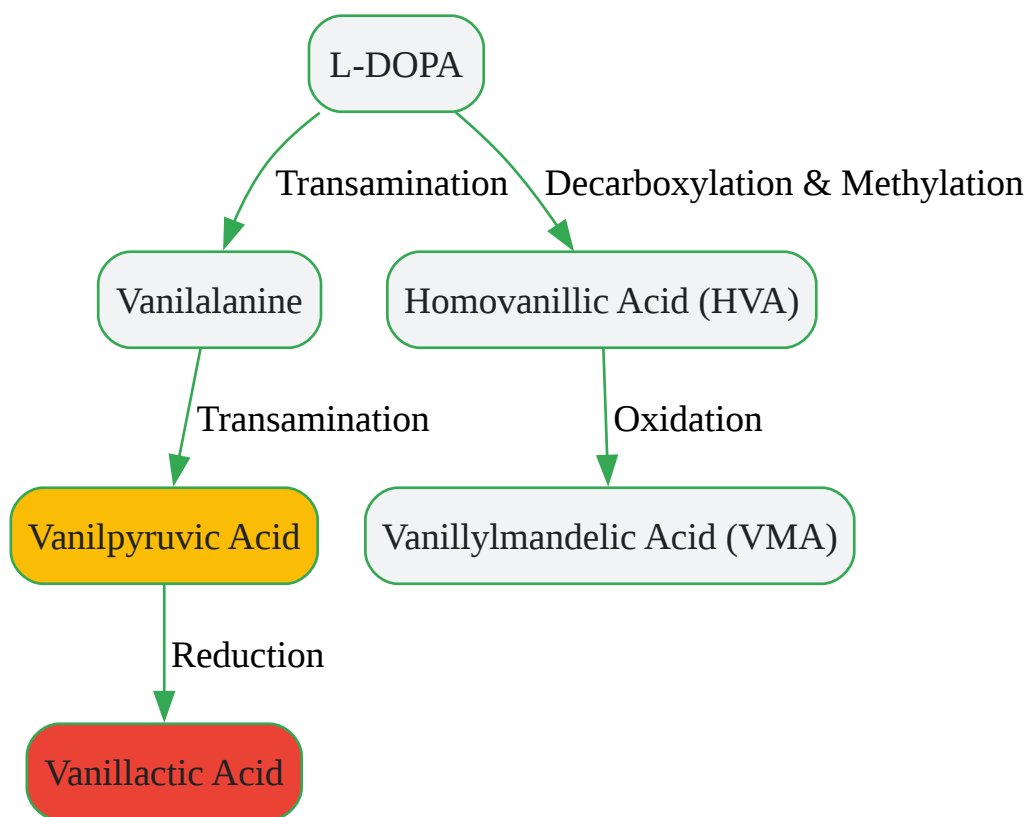 L-DOPA
Transamination
Decarboxylation & Methylation
Vanilalanine
Homovanillic Acid (HVA)
Transamination
Oxidation
Vanilpyruvic Acid
Vanillylmandelic Acid (VMA)
Reduction
Vanillactic Acid